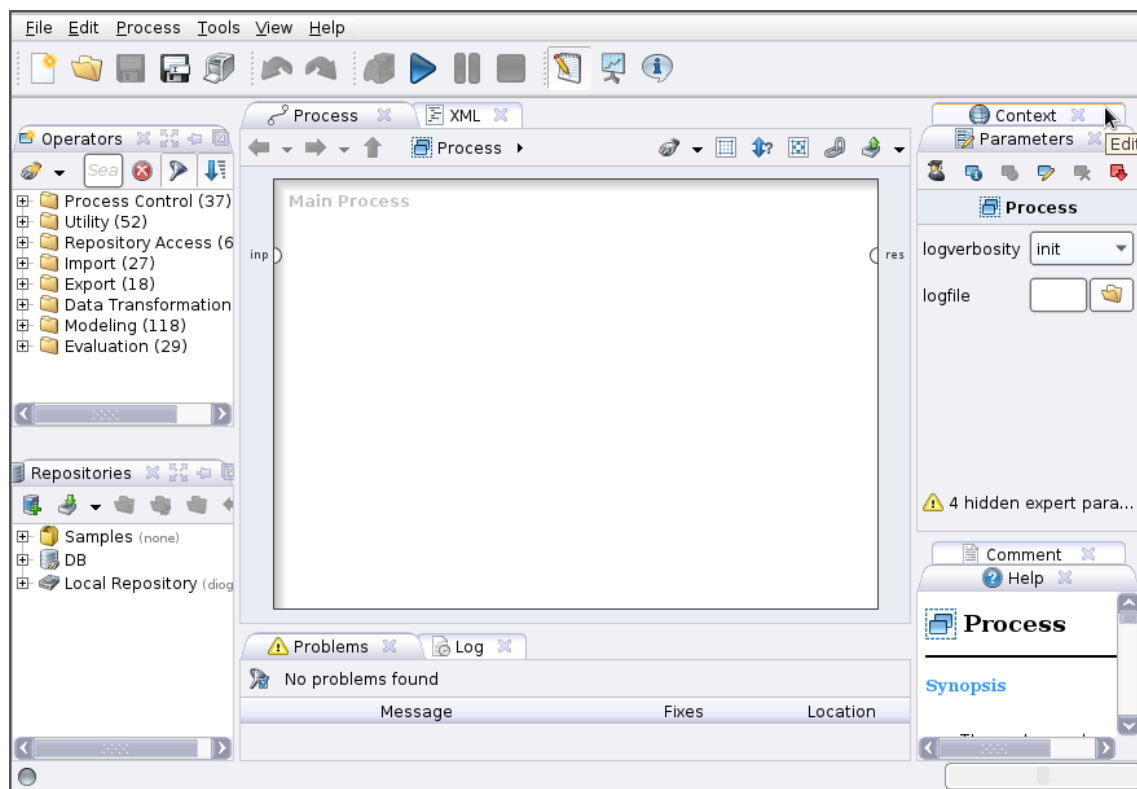 File Edit Process Tools View Help
Process XML
Context
Operators
Parameters
Edit
Process
Sea
Process
Process Control (37)
Utility (52)
Repository Access (6
Import (27)
Export (18)
Data Transformation
Modeling (118)
Evaluation (29)
Main Process
inp
res
logverbosity init
logfile
4 hidden expert para...
Repositories
Samples (none)
DB
Local Repository (diog
Comment
Help
Process
Synopsis
Problems Log
No problems found
Message Fixes Location